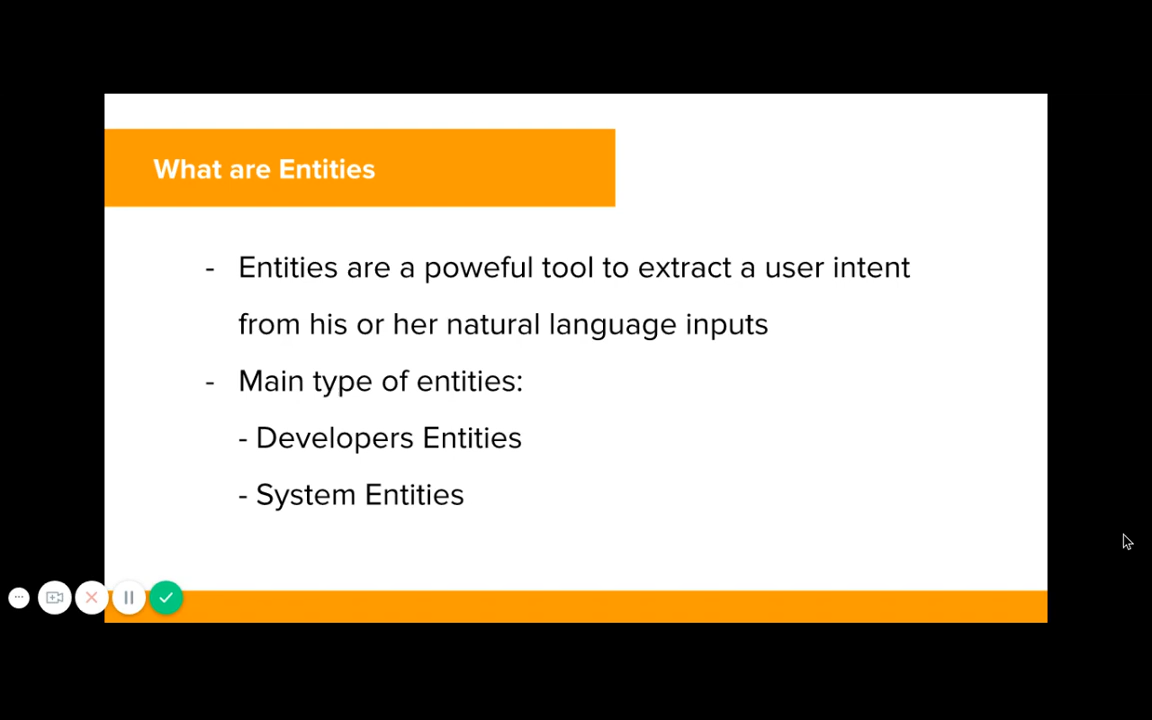 What are Entities
- Entities are a poweful tool to extract a user intent
from his or her natural language inputs
- Main type of entities:
- Developers Entities
- System Entities